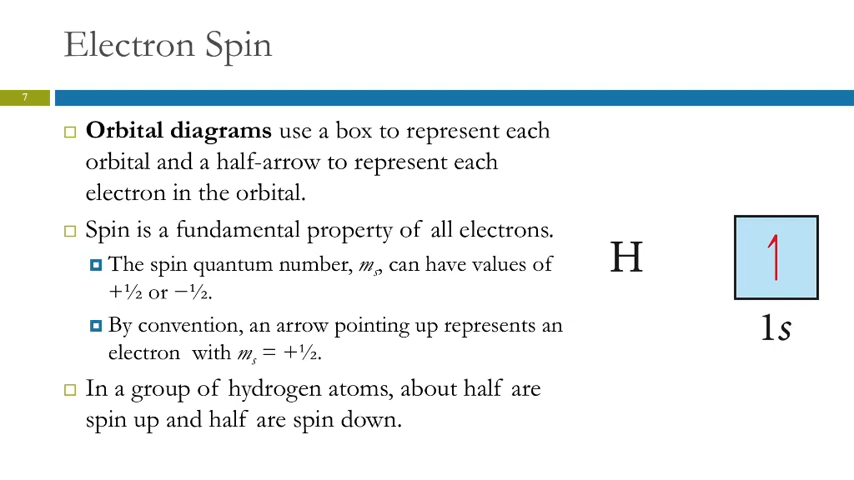 Electron Spin
7
Orbital diagrams use a box to represent each
orbital and a half-arrow to represent each
electron in the orbital.
Spin is a fundamental property of all electrons.
The spin quantum number, mₛ, can have values of
+½ or −½.
By convention, an arrow pointing up represents an
electron with mₛ = +½.
In a group of hydrogen atoms, about half are
spin up and half are spin down.
H
1s